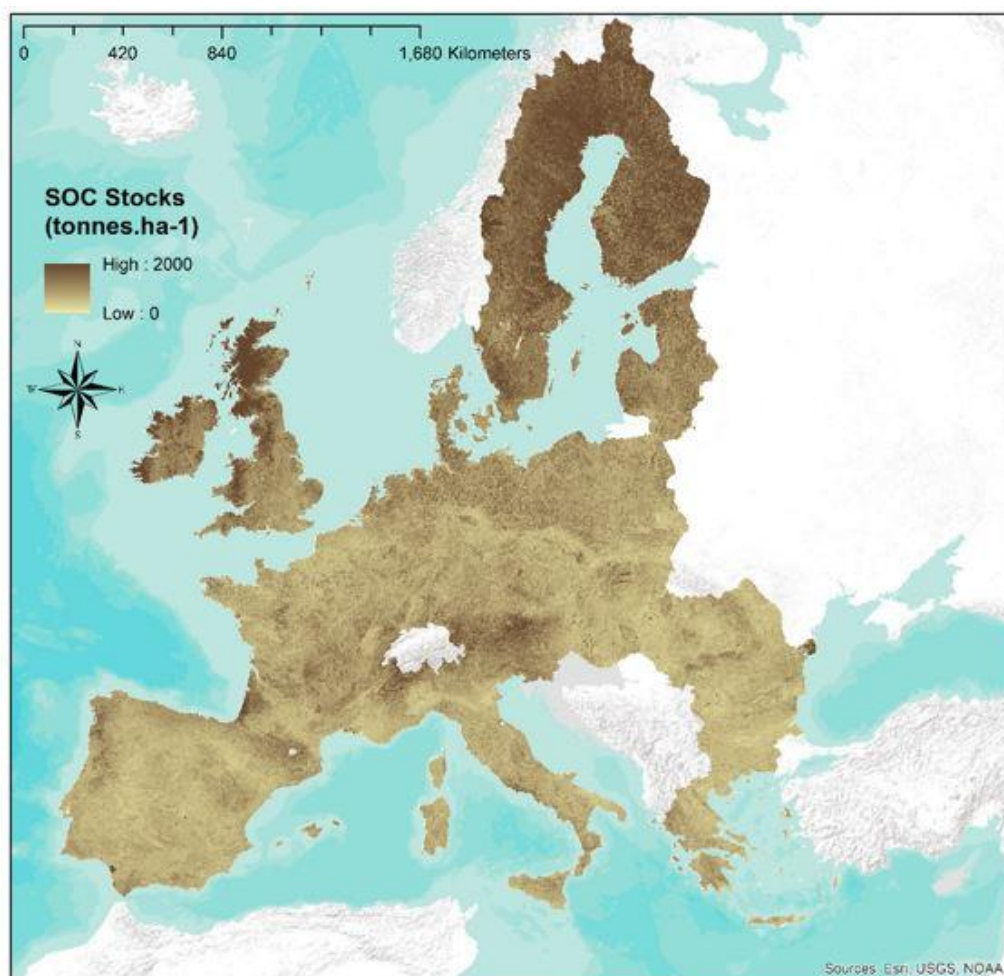 0 420 840 1,680 Kilometers
SOC Stocks
(tonnes.ha-1)
High : 2000
Low : 0
N
W E
S
Sources: Esri, USGS, NOAA